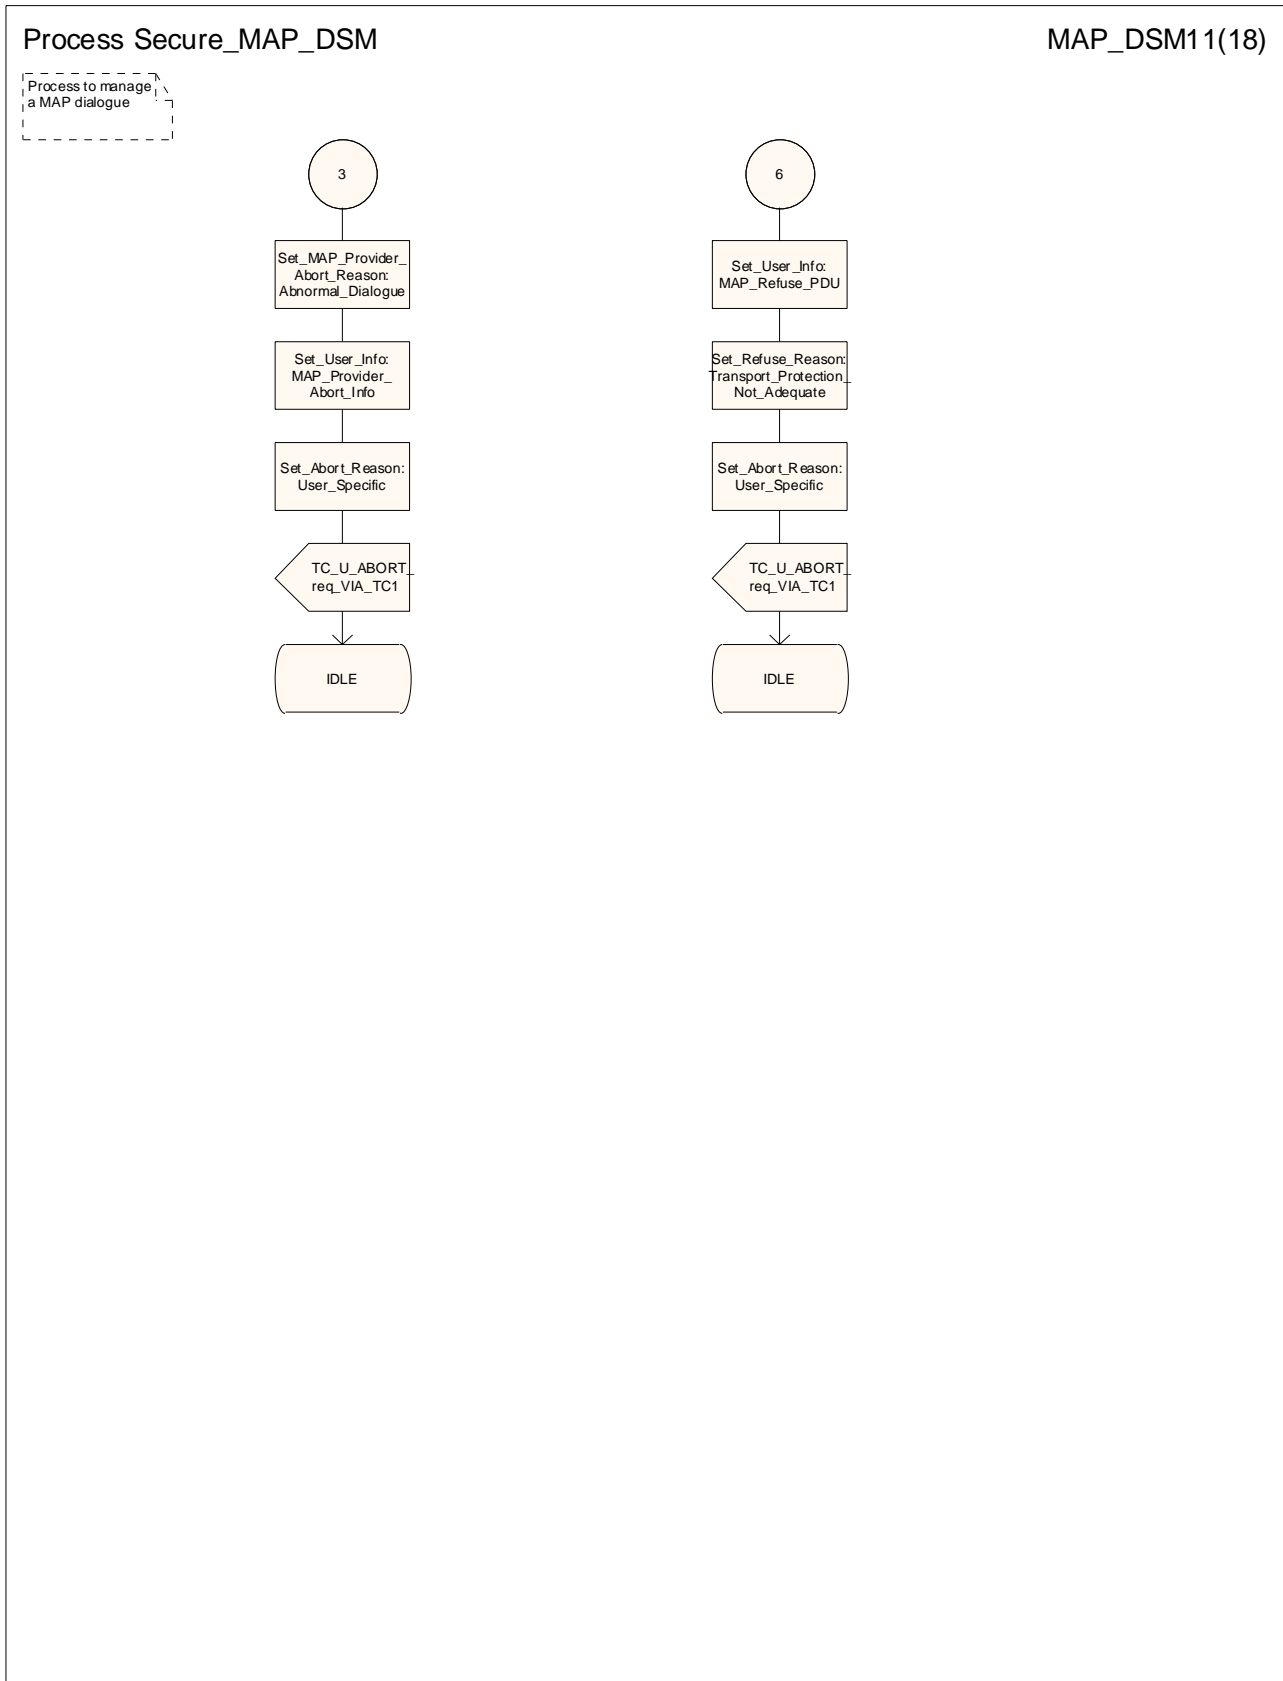 Process Secure_MAP_DSM
MAP_DSM11(18)
Process to manage
a MAP dialogue
3
Set_MAP_Provider_
Abort_Reason:
Abnormal_Dialogue
Set_User_Info:
MAP_Provider_
Abort_Info
Set_Abort_Reason:
User_Specific
TC_U_ABORT_
req_VIA_TC1
IDLE
6
Set_User_Info:
MAP_Refuse_PDU
Set_Refuse_Reason:
Transport_Protection_
Not_Adequate
Set_Abort_Reason:
User_Specific
TC_U_ABORT_
req_VIA_TC1
IDLE